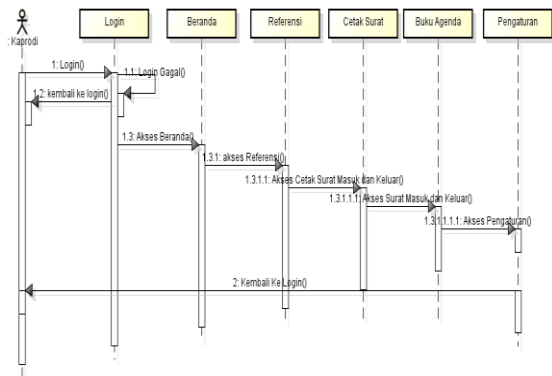 Login
Beranda
Referensi
Cetak Surat
Buku Agenda
Pengaturan
: Kaprodi
1: Login()
1.1: Login Gagal()
1.2: kembali ke login()
1.3: Akses Beranda()
1.3.1: akses Referensi()
1.3.1.1: Akses Cetak Surat Masuk dan Keluar()
1.3.1.1.1: Akses Surat Masuk dan Keluar()
1.3.1.1.1.1: Akses Pengaturan()
2: Kembali Ke Login()